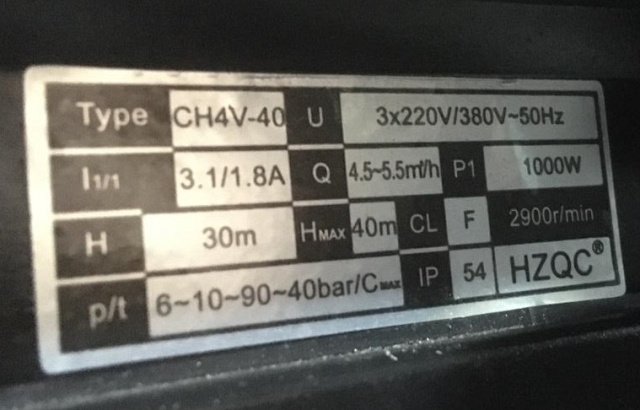 Type CH4V-40 U 3x220V/380V~50Hz
I1/1 3.1/1.8A Q 4.5~5.5m³/h P1 1000W
H 30m HMAX 40m CL F 2900r/min
p/t 6~10~90~40bar/CMAX IP 54 HZQC®